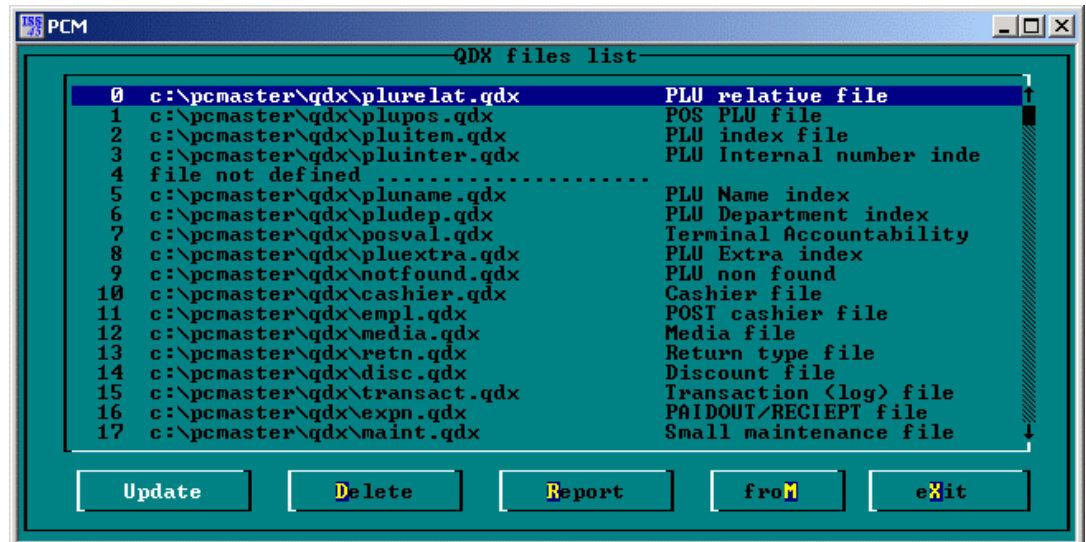 ISS 45 PCM
QDX files list
0 c:\pcmaster\qdx\plurelat.qdx PLU relative file
1 c:\pcmaster\qdx\plupos.qdx POS PLU file
2 c:\pcmaster\qdx\pluitem.qdx PLU index file
3 c:\pcmaster\qdx\pluinter.qdx PLU Internal number inde
4 file not defined .....................
5 c:\pcmaster\qdx\pluname.qdx PLU Name index
6 c:\pcmaster\qdx\pludep.qdx PLU Department index
7 c:\pcmaster\qdx\posval.qdx Terminal Accountability
8 c:\pcmaster\qdx\pluextra.qdx PLU Extra index
9 c:\pcmaster\qdx\notfound.qdx PLU non found
10 c:\pcmaster\qdx\cashier.qdx Cashier file
11 c:\pcmaster\qdx\empl.qdx POST cashier file
12 c:\pcmaster\qdx\media.qdx Media file
13 c:\pcmaster\qdx\retn.qdx Return type file
14 c:\pcmaster\qdx\disc.qdx Discount file
15 c:\pcmaster\qdx\transact.qdx Transaction (log) file
16 c:\pcmaster\qdx\expn.qdx PAIDOUT/RECIEPT file
17 c:\pcmaster\qdx\maint.qdx Small maintenance file
Update Delete Report froM eXit